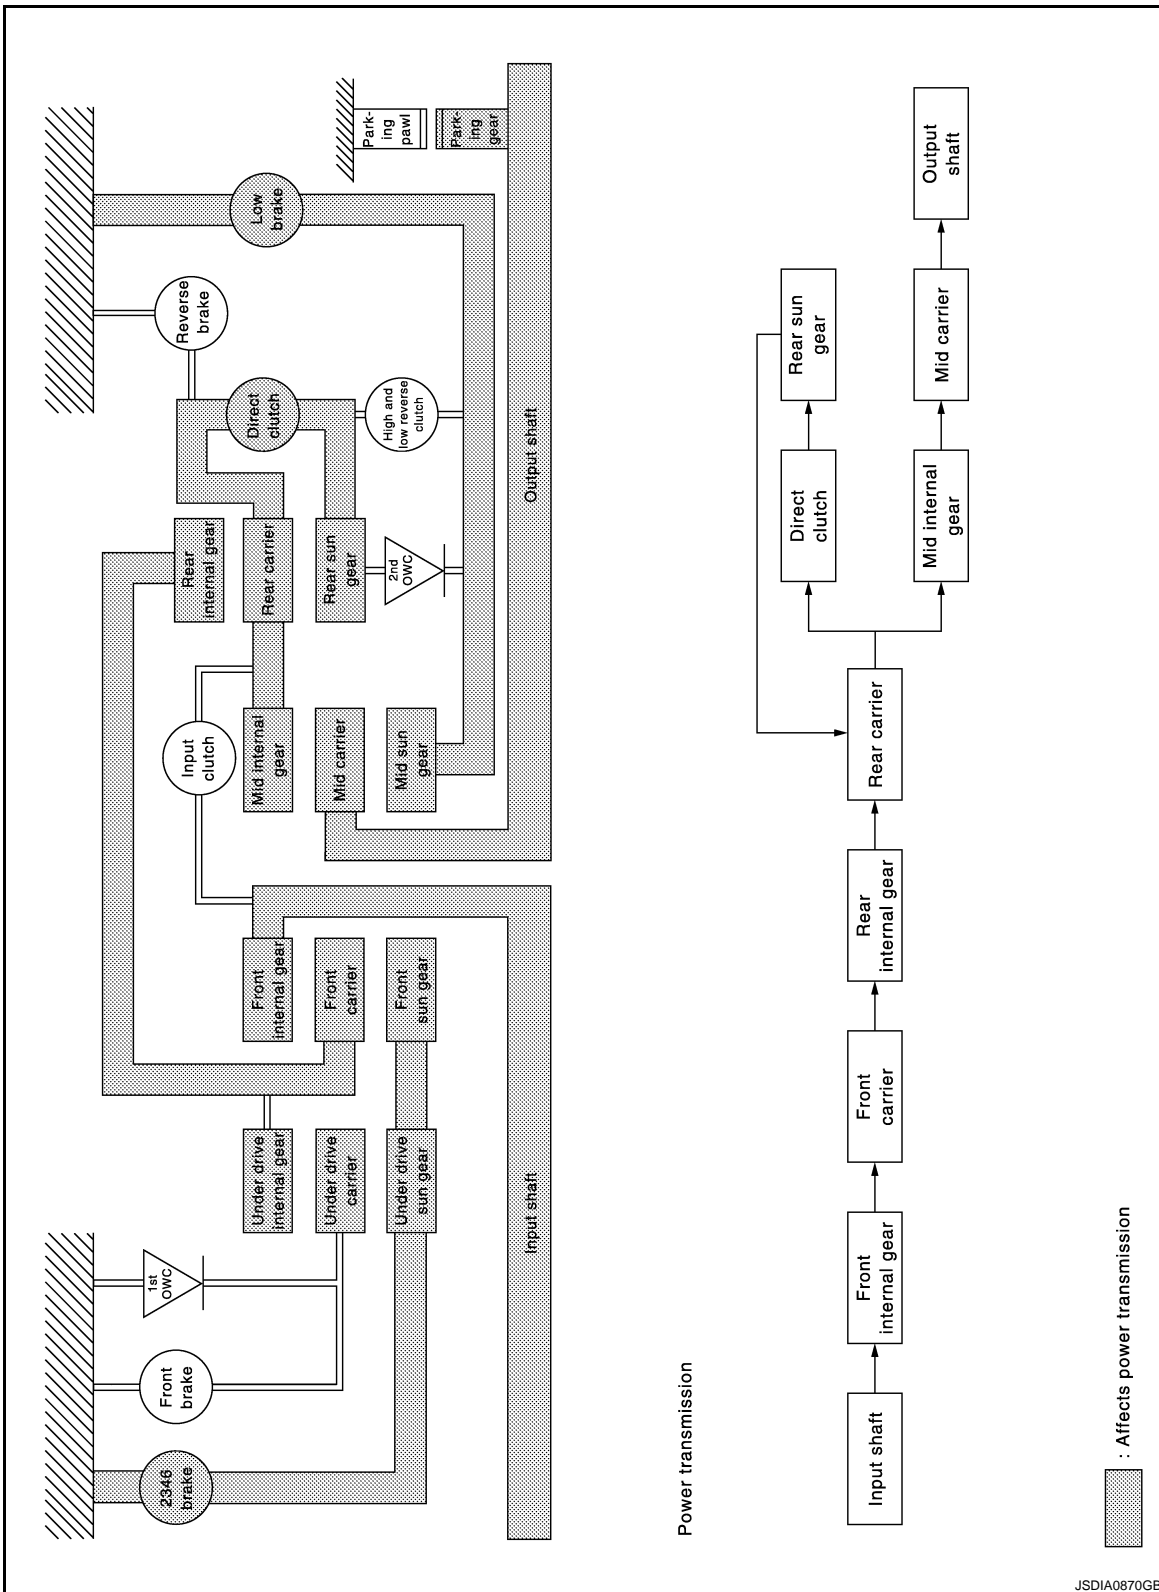 2346
brake
Front
brake
1st
OWC
Under drive
internal gear
Under drive
carrier
Under drive
sun gear
Input shaft
Front
internal gear
Front
carrier
Front
sun gear
Input
clutch
Mid internal
gear
Mid carrier
Mid sun
gear
Rear
internal gear
Rear carrier
Rear sun
gear
2nd
OWC
Direct
clutch
High and
low reverse
clutch
Reverse
brake
Low
brake
Output shaft
Park-
ing
pawl
Park-
ing
gear
Power transmission
Input shaft
Front
internal gear
Front
carrier
Rear
internal gear
Rear carrier
Direct
clutch
Rear sun
gear
Mid internal
gear
Mid carrier
Output
shaft
: Affects power transmission
JSDIA0870GB